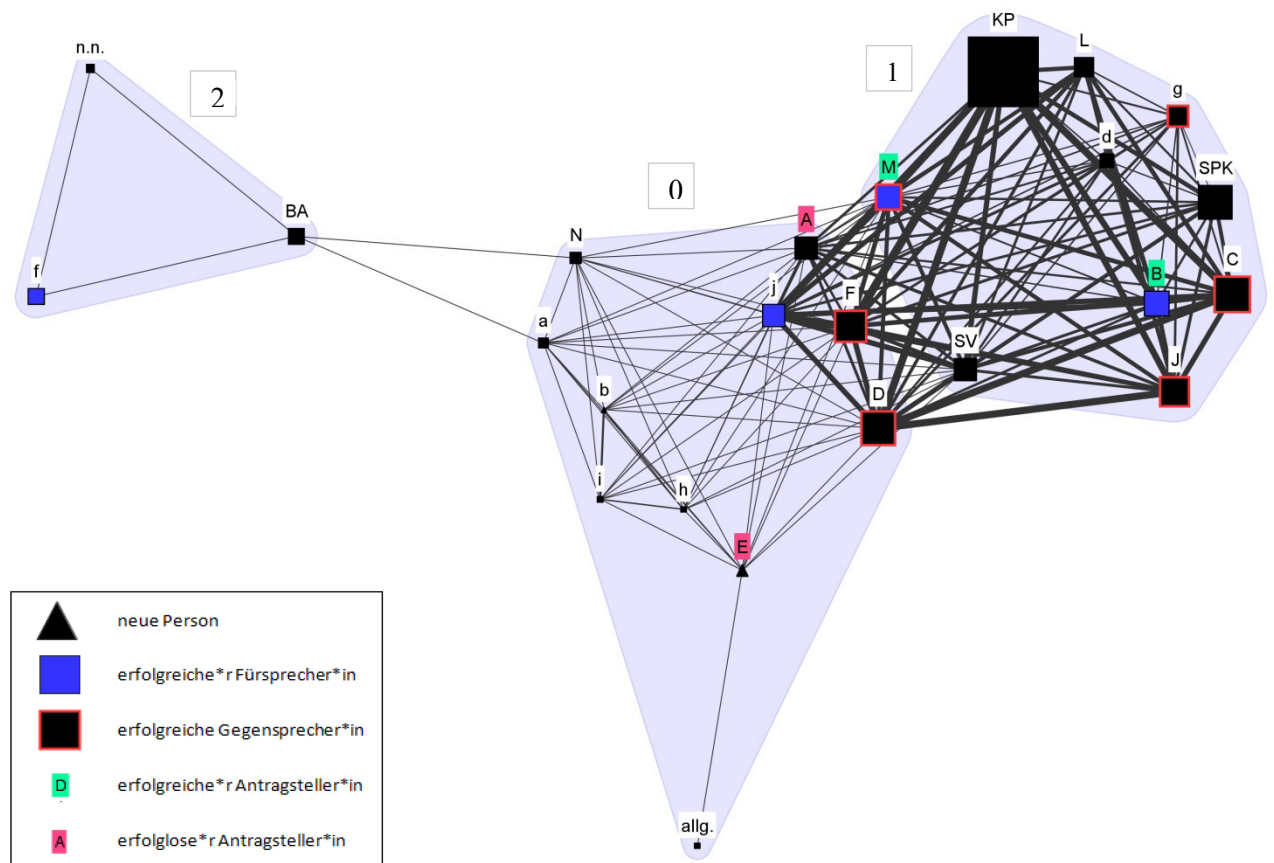 KP
L
n.n.
2
1
g
d
M
SPK
0
A
BA
N
C
f
j
F
B
a
SV
J
b
D
i
h
E
neue Person
erfolgreiche*r Fürsprecher*in
erfolgreiche Gegensprecher*in
D erfolgreiche*r Antragsteller*in
allg.
A erfolglose*r Antragsteller*in